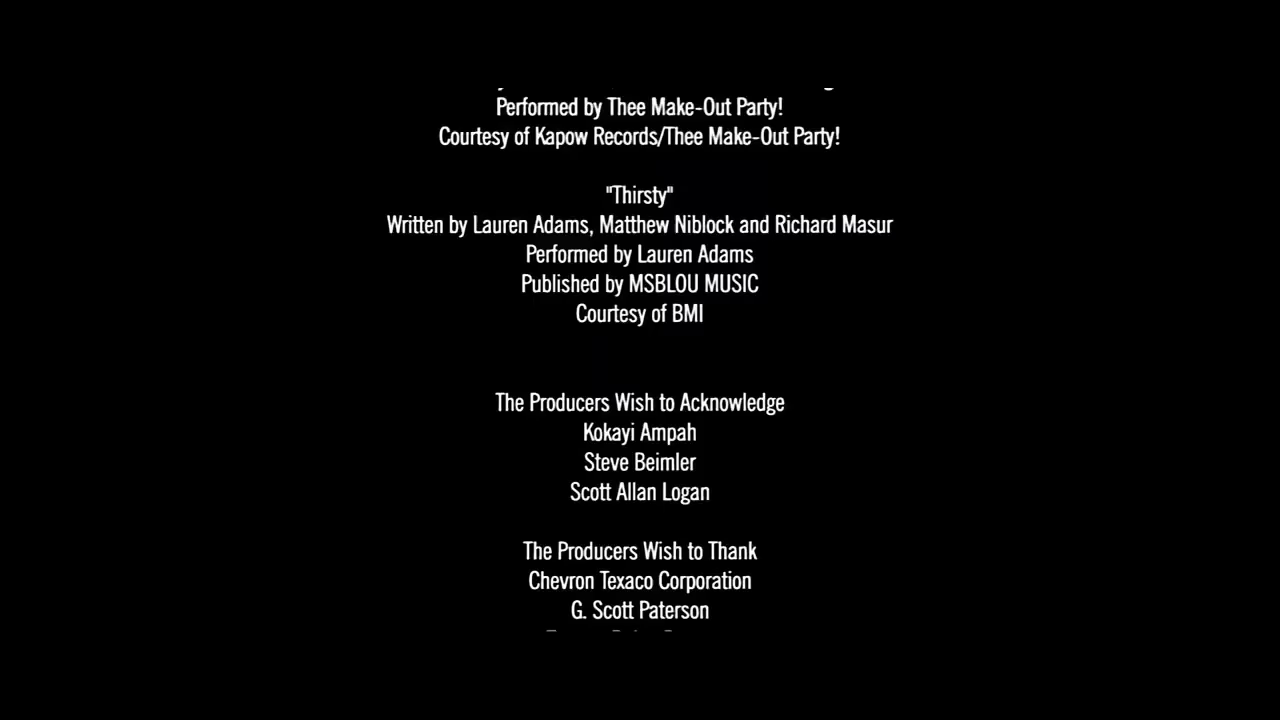 Performed by Thee Make-Out Party!
Courtesy of Kapow Records/Thee Make-Out Party!
"Thirsty"
Written by Lauren Adams, Matthew Niblock and Richard Masur
Performed by Lauren Adams
Published by MSBLOU MUSIC
Courtesy of BMI
The Producers Wish to Acknowledge
Kokayi Ampah
Steve Beimler
Scott Allan Logan
The Producers Wish to Thank
Chevron Texaco Corporation
G. Scott Paterson